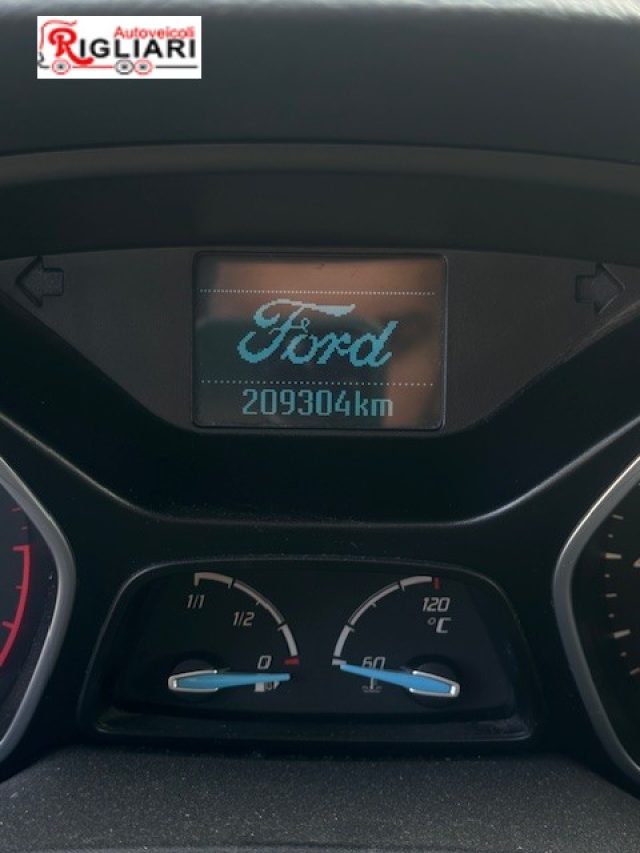 Autoveicoli
RIGLIARI
Ford
209304km
1/1
1/2
0
120
°C
60